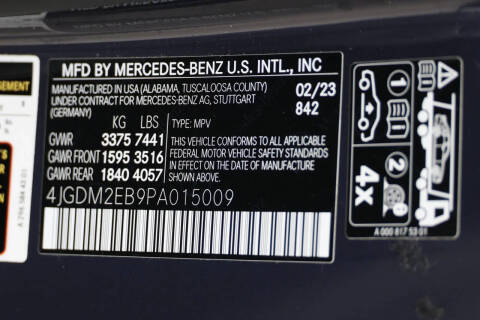 MFD BY MERCEDES-BENZ U.S. INTL., INC
MANUFACTURED IN USA (ALABAMA, TUSCALOOSA COUNTY)
UNDER CONTRACT FOR MERCEDES-BENZ AG, STUTTGART
(GERMANY)
02/23
842
KG LBS
GVWR 3375 7441
GAWR FRONT 1595 3516
GAWR REAR 1840 4057
TYPE: MPV
THIS VEHICLE CONFORMS TO ALL APPLICABLE
FEDERAL MOTOR VEHICLE SAFETY STANDARDS
IN EFFECT ON THE DATE OF MANUFACTURE
SHOWN ABOVE.
4JGDM2EB9PA015009
1
2
4x
A 000 817 53 01